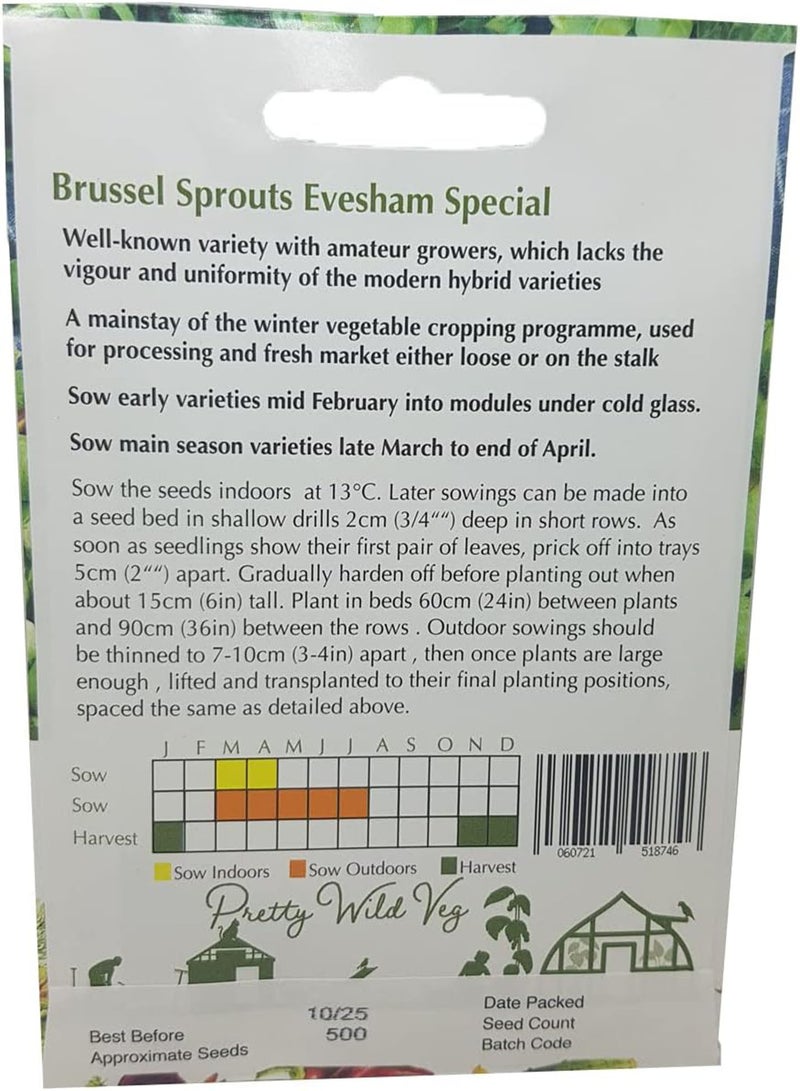 Brussel Sprouts Evesham Special
Well-known variety with amateur growers, which lacks the
vigour and uniformity of the modern hybrid varieties
A mainstay of the winter vegetable cropping programme, used
for processing and fresh market either loose or on the stalk
Sow early varieties mid February into modules under cold glass.
Sow main season varieties late March to end of April.
Sow the seeds indoors at 13°C. Later sowings can be made into
a seed bed in shallow drills 2cm (3/4““) deep in short rows. As
soon as seedlings show their first pair of leaves, prick off into trays
5cm (2““) apart. Gradually harden off before planting out when
about 15cm (6in) tall. Plant in beds 60cm (24in) between plants
and 90cm (36in) between the rows . Outdoor sowings should
be thinned to 7-10cm (3-4in) apart , then once plants are large
enough , lifted and transplanted to their final planting positions,
spaced the same as detailed above.
J F M A M J J A S O N D
Sow
Sow
Harvest
060721 518746
Sow Indoors Sow Outdoors Harvest
Pretty Wild Veg
10/25 Date Packed
Best Before 500 Seed Count
Approximate Seeds Batch Code